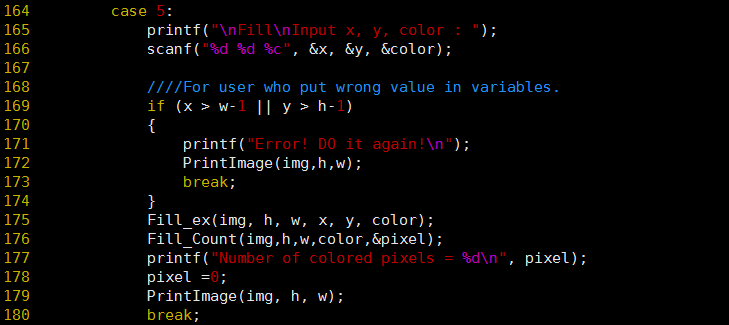 164         case 5:
165             printf("\nFill\nInput x, y, color : ");
166             scanf("%d %d %c", &x, &y, &color);
167
168             ////For user who put wrong value in variables.
169             if (x > w-1 || y > h-1)
170             {
171                 printf("Error! DO it again!\n");
172                 PrintImage(img,h,w);
173                 break;
174             }
175             Fill_ex(img, h, w, x, y, color);
176             Fill_Count(img,h,w,color,&pixel);
177             printf("Number of colored pixels = %d\n", pixel);
178             pixel =0;
179             PrintImage(img, h, w);
180             break;